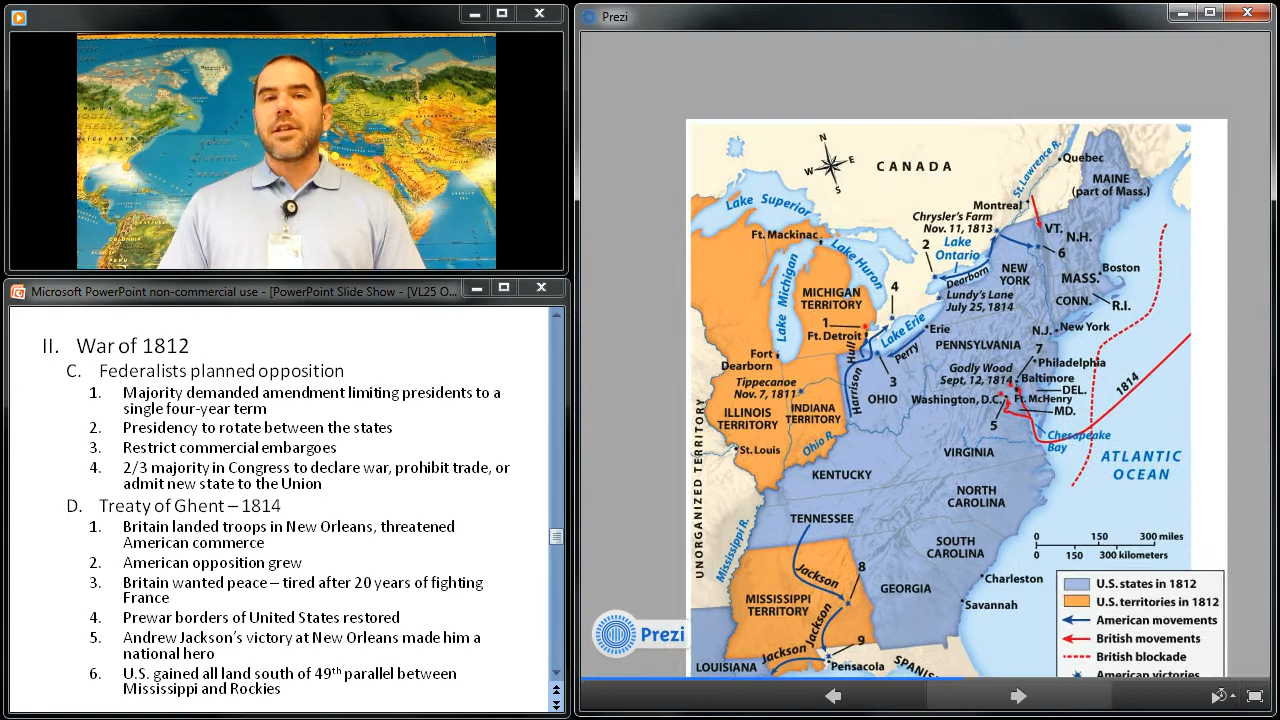 Prezi
Microsoft PowerPoint non-commercial use - [PowerPoint Slide Show - [VL25 O...
II. War of 1812
C. Federalists planned opposition
1. Majority demanded amendment limiting presidents to a
single four-year term
2. Presidency to rotate between the states
3. Restrict commercial embargoes
4. 2/3 majority in Congress to declare war, prohibit trade, or
admit new state to the Union
D. Treaty of Ghent – 1814
1. Britain landed troops in New Orleans, threatened
American commerce
2. American opposition grew
3. Britain wanted peace – tired after 20 years of fighting
France
4. Prewar borders of United States restored
5. Andrew Jackson's victory at New Orleans made him a
national hero
6. U.S. gained all land south of 49th parallel between
Mississippi and Rockies
N
W
E
S
CANADA
St. Lawrence R.
Quebec
MAINE
(part of Mass.)
Lake Superior
Montreal
Chrysler's Farm
Nov. 11, 1813
Ft. Mackinac
VT.
N.H.
2
Lake
Ontario
6
Lake Huron
Lake Michigan
Dearborn
NEW
YORK
MASS.
Boston
4
MICHIGAN
TERRITORY
Lundy's Lane
July 25, 1814
CONN.
R.I.
1
Ft. Detroit
Lake Erie
Erie
N.J.
New York
Hull
Perry
PENNSYLVANIA
7
Fort
Dearborn
Philadelphia
Harrison
3
Godly Wood
Sept, 12, 1814
Baltimore
Tippecanoe
Nov. 7, 1811
OHIO
Washington, D.C.
Ft. McHenry
DEL.
MD.
1814
ILLINOIS
TERRITORY
INDIANA
TERRITORY
5
Chesapeake
Bay
Ohio R.
St. Louis
VIRGINIA
ATLANTIC
OCEAN
UNORGANIZED TERRITORY
KENTUCKY
NORTH
CAROLINA
TENNESSEE
Mississippi R.
0 150 300 miles
0 150 300 kilometers
SOUTH
CAROLINA
Jackson
8
GEORGIA
Charleston
Savannah
MISSISSIPPI
TERRITORY
Jackson
9
Jackson
Pensacola
LOUISIANA
U.S. states in 1812
U.S. territories in 1812
American movements
British movements
British blockade
American victories
Prezi